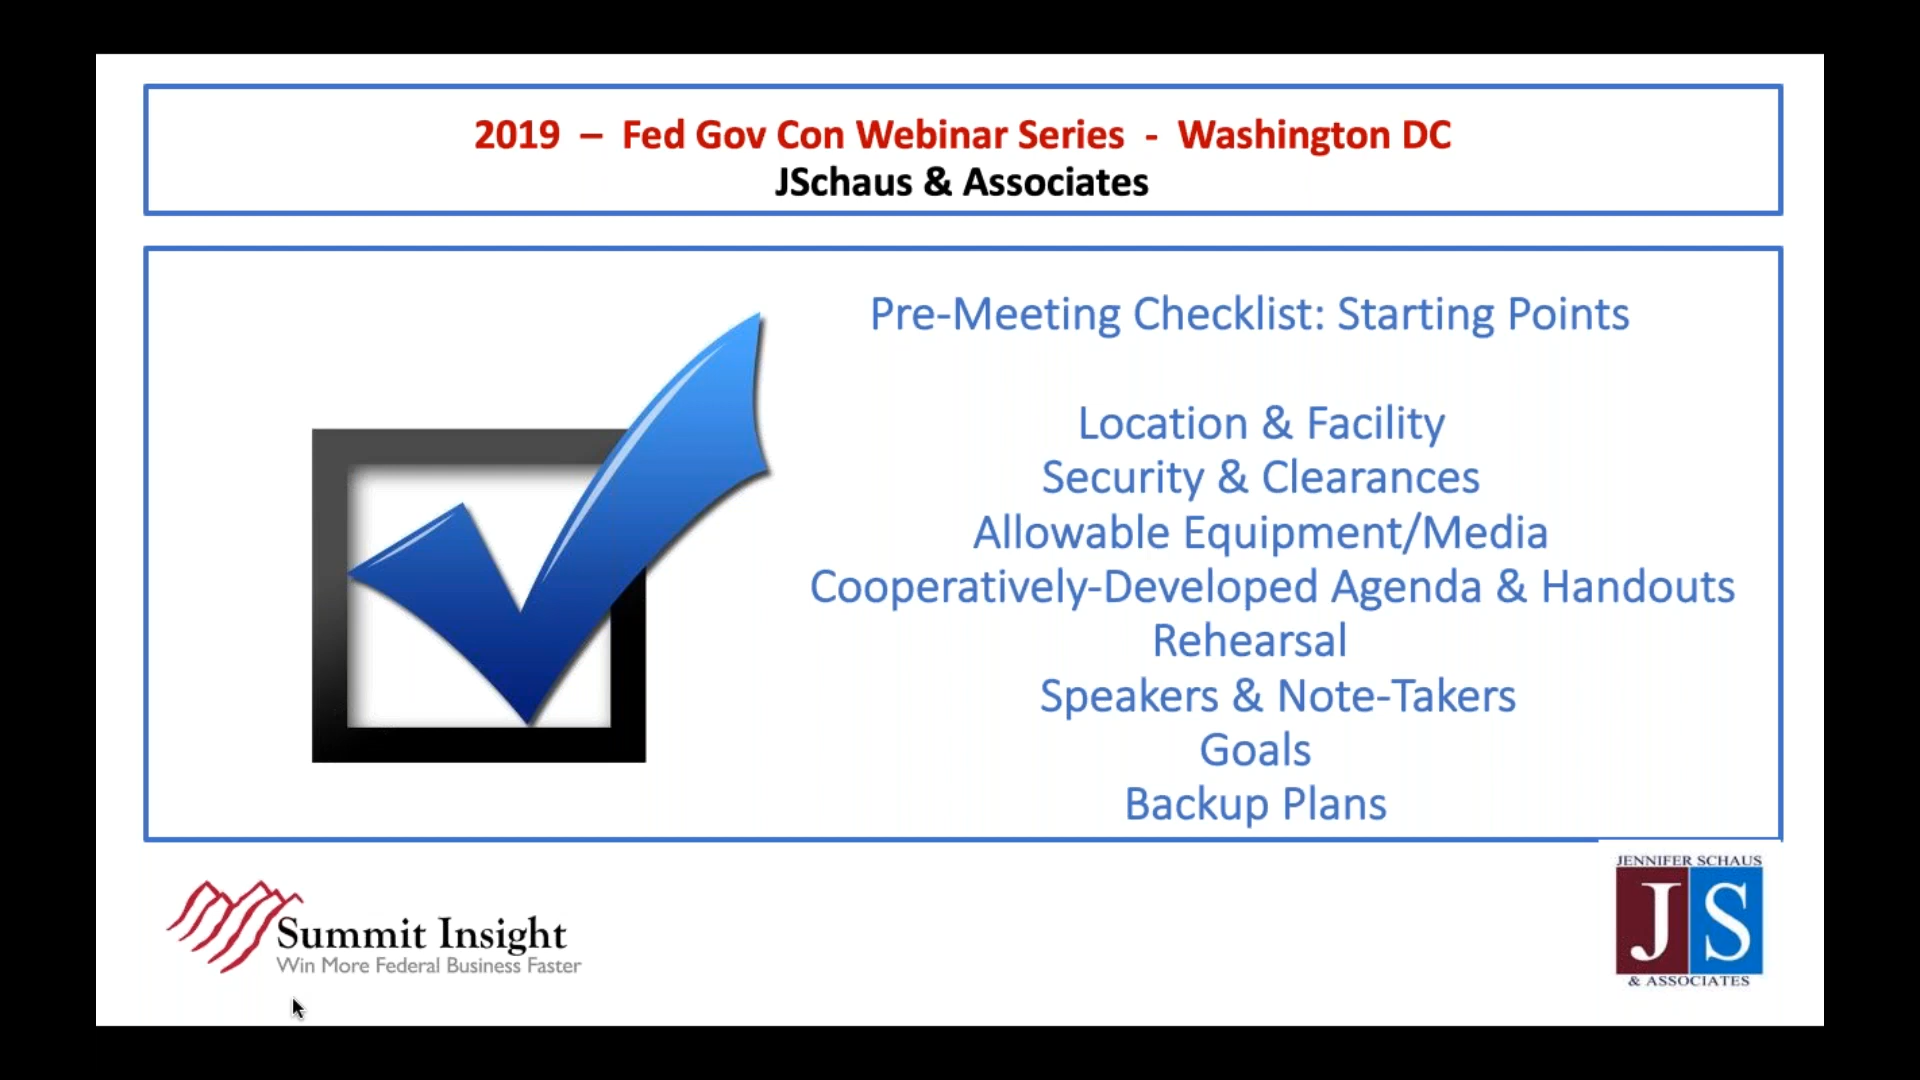 2019 – Fed Gov Con Webinar Series - Washington DC
JSchaus & Associates
Pre-Meeting Checklist: Starting Points
Location & Facility
Security & Clearances
Allowable Equipment/Media
Cooperatively-Developed Agenda & Handouts
Rehearsal
Speakers & Note-Takers
Goals
Backup Plans
Summit Insight
Win More Federal Business Faster
JENNIFER SCHAUS
JS
& ASSOCIATES